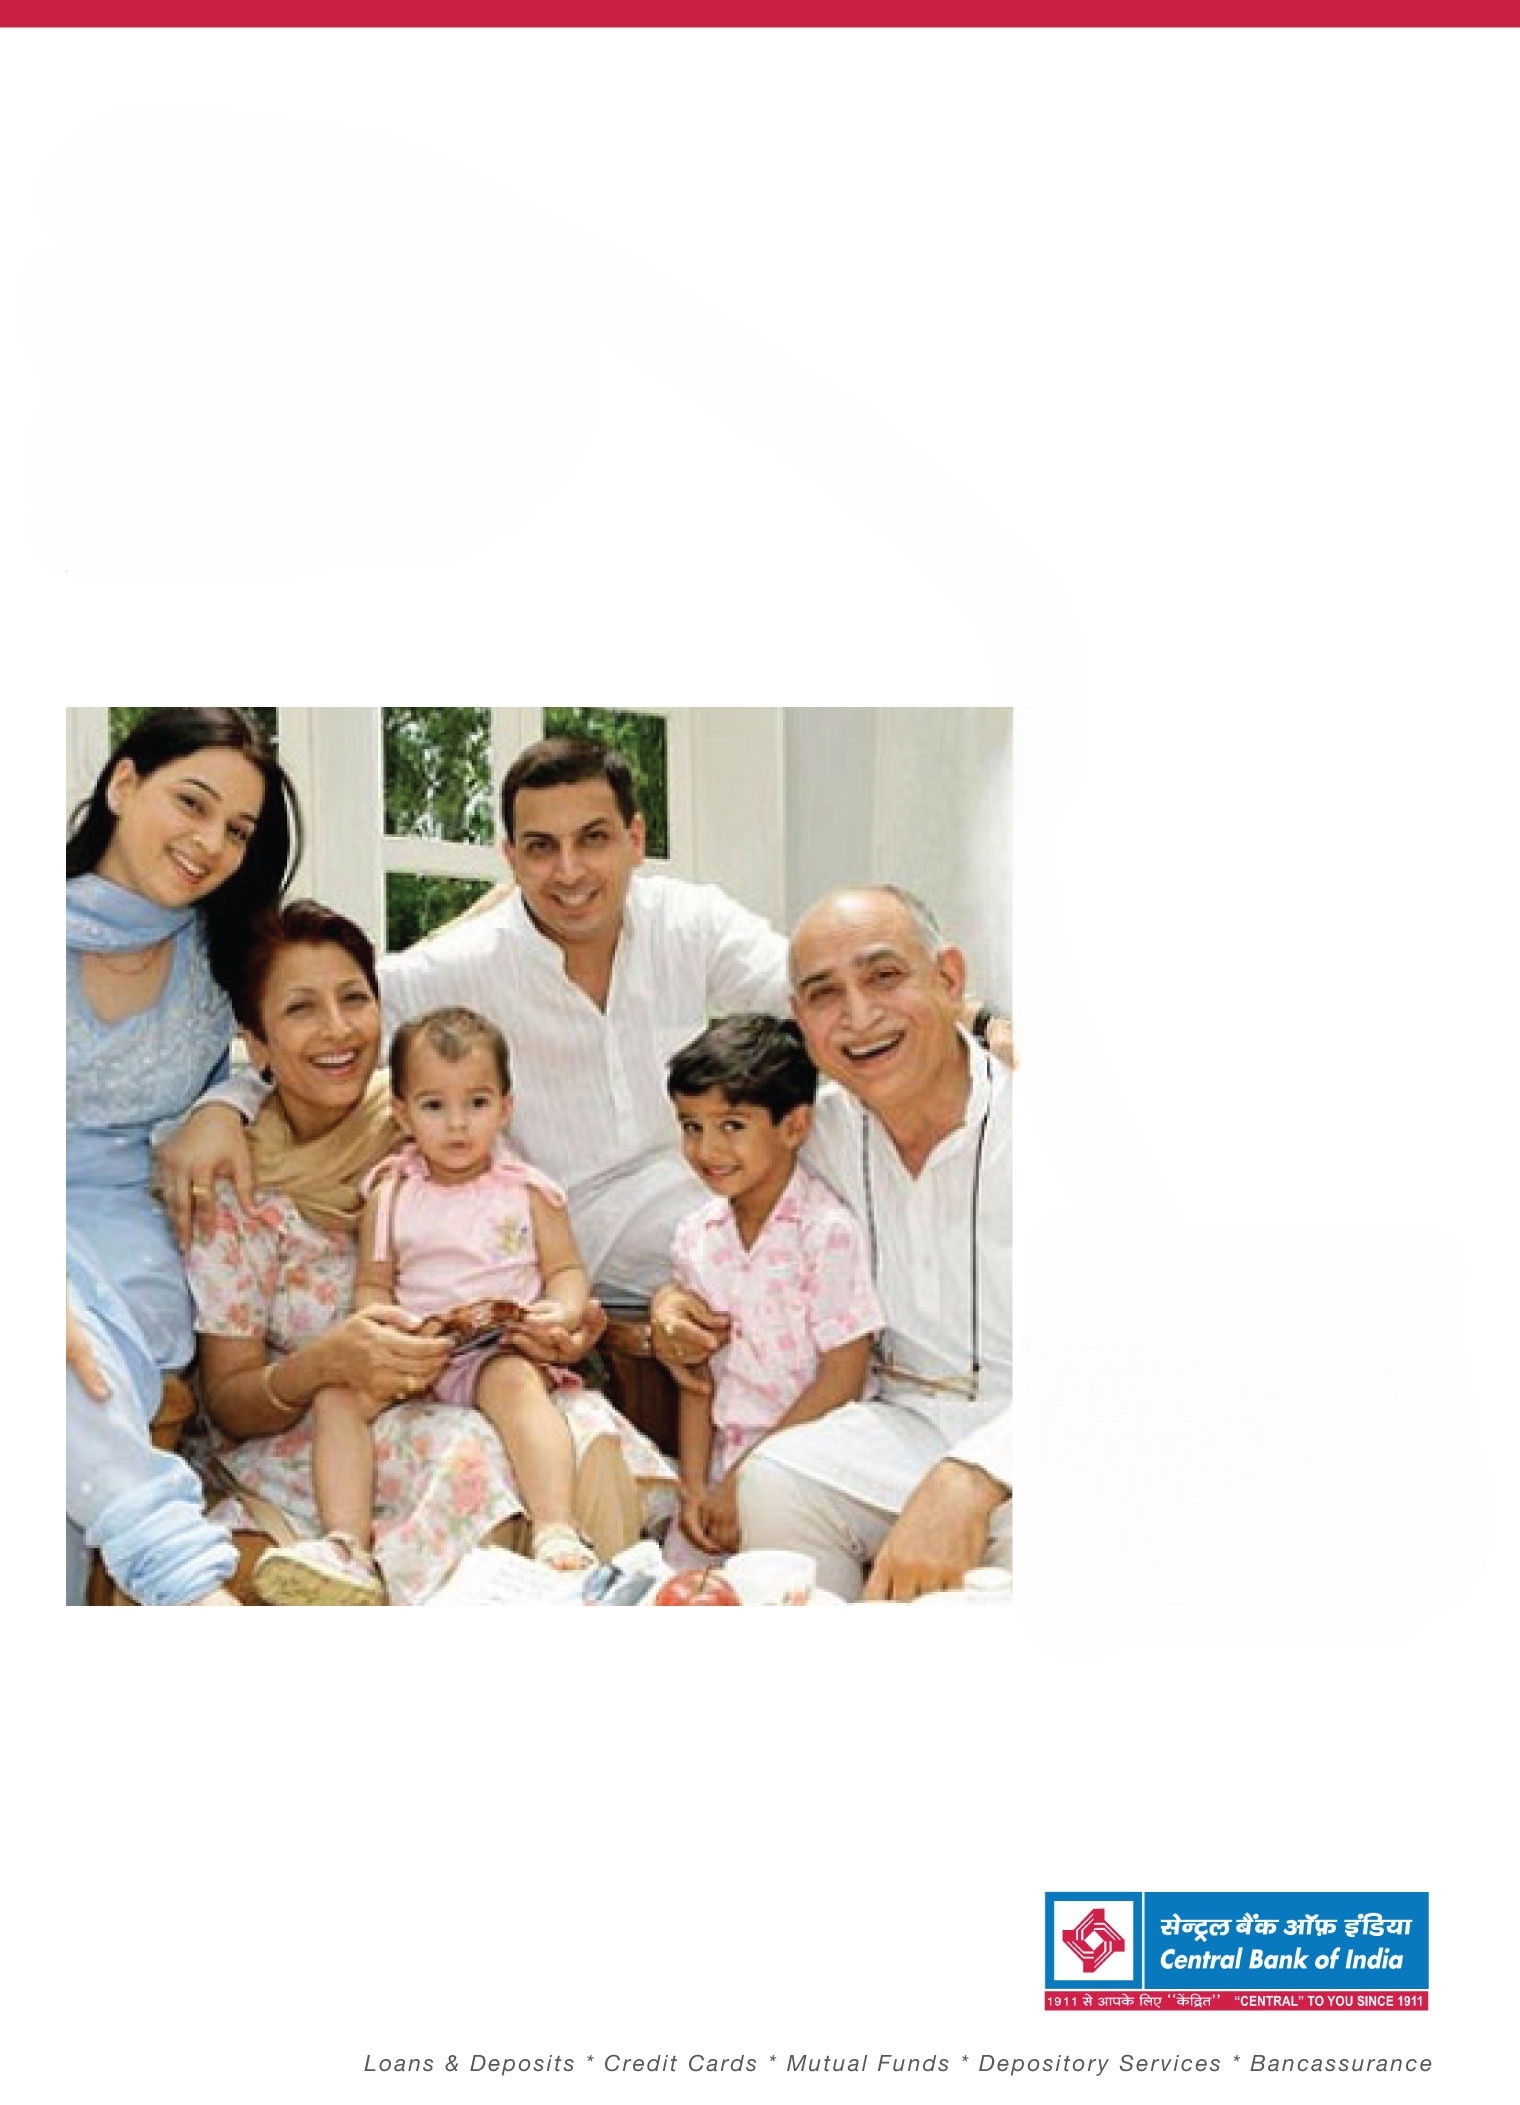 सेन्ट्रल बैंक ऑफ़ इंडिया
Central Bank of India
1911 से आपके लिए ‘‘केंद्रित’’ “CENTRAL” TO YOU SINCE 1911
Loans & Deposits * Credit Cards * Mutual Funds * Depository Services * Bancassurance